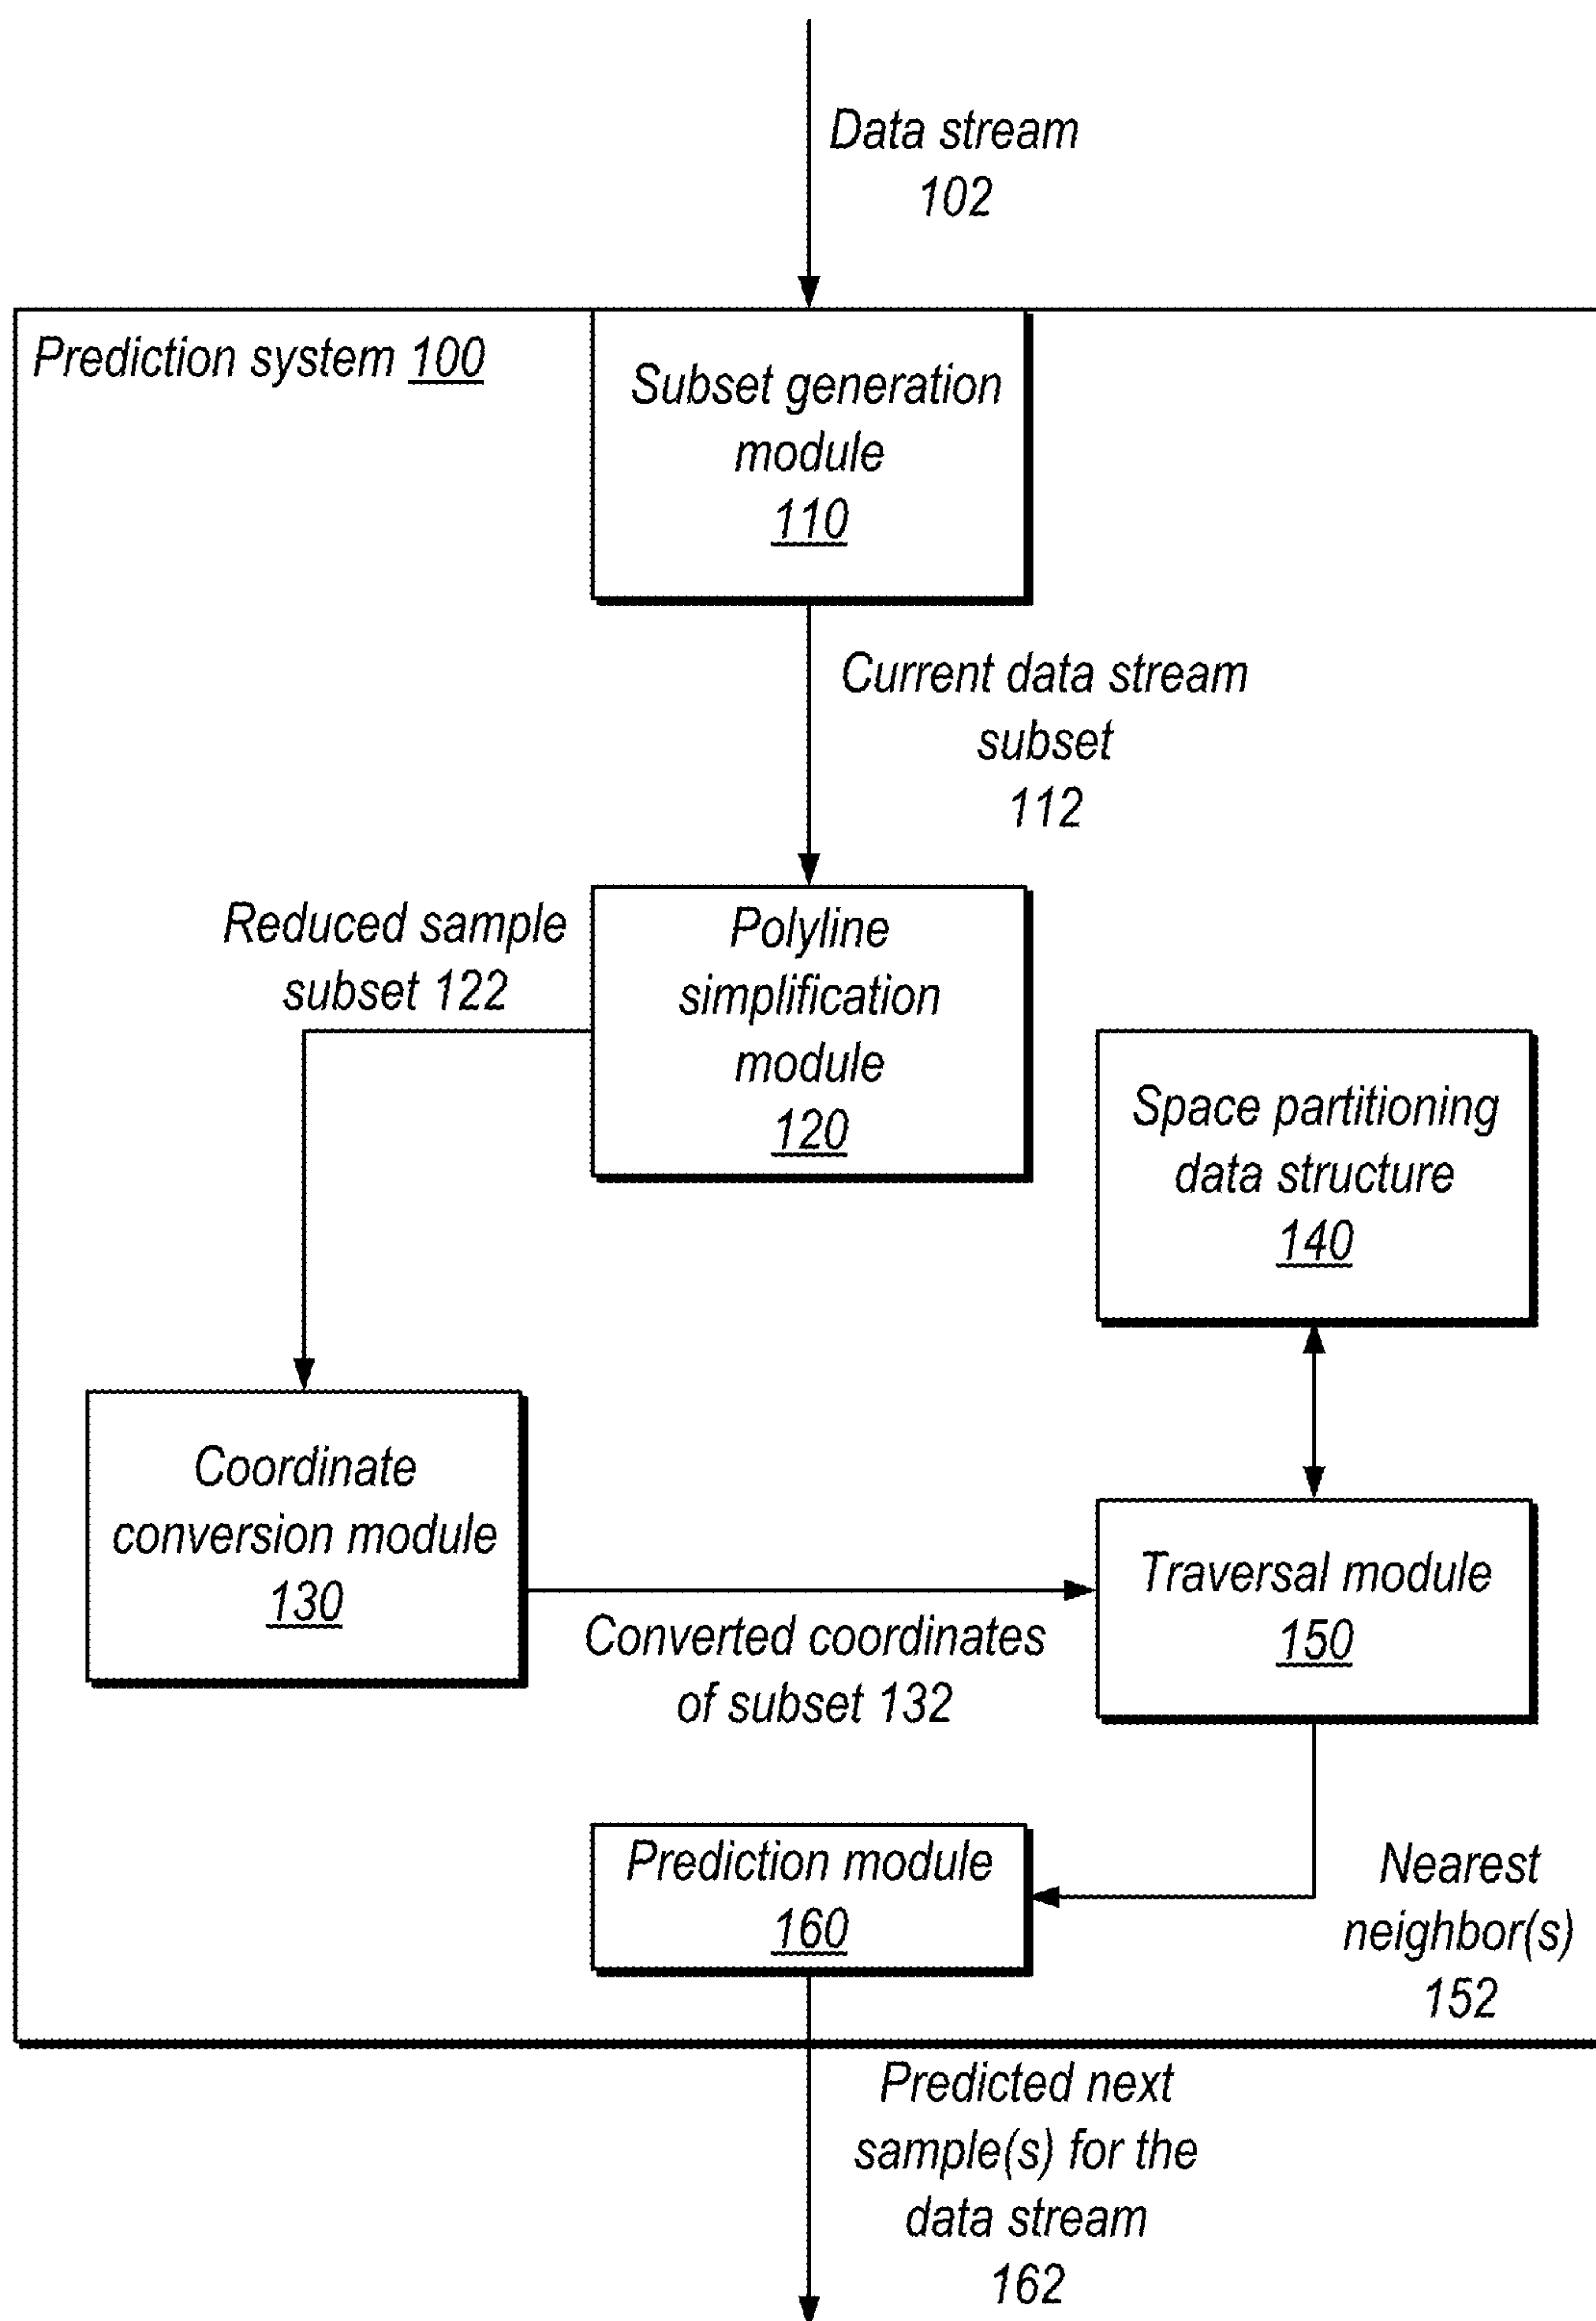 Data stream
102
Prediction system 100
Subset generation
module
110
Current data stream
subset
112
Reduced sample
subset 122
Polyline
simplification
module
120
Space partitioning
data structure
140
Coordinate
conversion module
130
Converted coordinates
of subset 132
Traversal module
150
Prediction module
160
Nearest
neighbor(s)
152
Predicted next
sample(s) for the
data stream
162